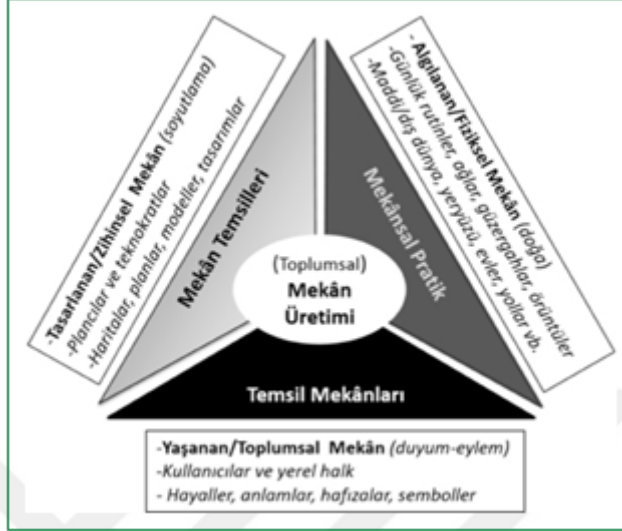 -Tasarlanan/Zihinsel Mekân (soyutlama)
-Plancılar ve teknokratlar
-Haritalar, planlar, modeller, tasarımlar
Mekân Temsilleri
- Algılanan/Fiziksel Mekân (doğa)
-Günlük rutinler, ağlar, güzergahlar, örüntüler
-Maddi/dış dünya, yeryüzü, evler, yollar vb.
Mekânsal Pratik
(Toplumsal)
Mekân
Üretimi
Temsil Mekânları
-Yaşanan/Toplumsal Mekân (duyum-eylem)
-Kullanıcılar ve yerel halk
- Hayaller, anlamlar, hafızalar, semboller